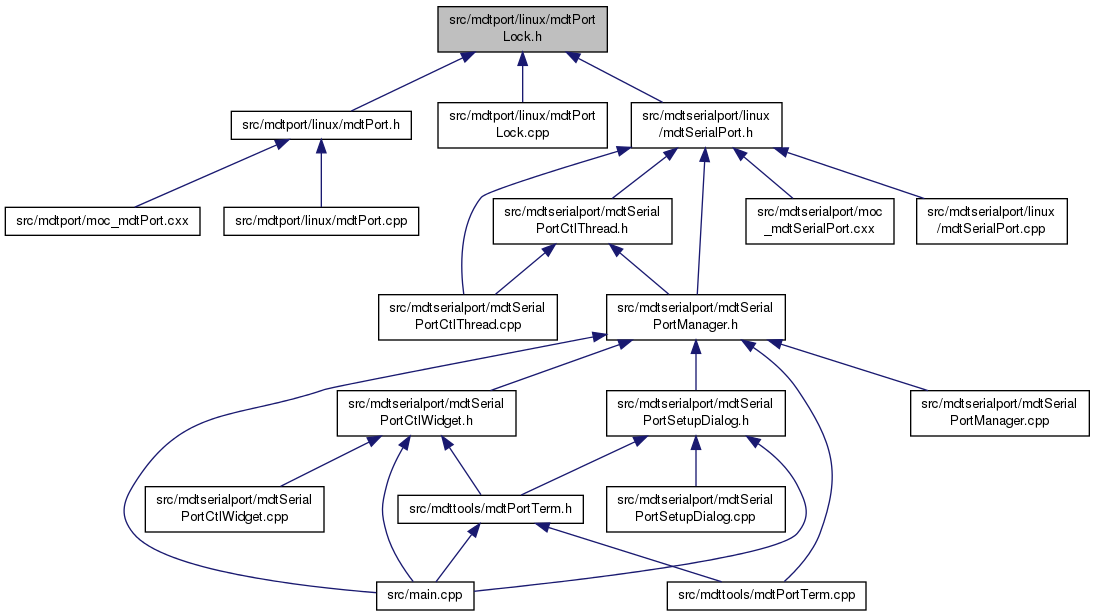 src/mdtport/linux/mdtPort
Lock.h
src/mdtport/linux/mdtPort.h
src/mdtport/linux/mdtPort
Lock.cpp
src/mdtserialport/linux
/mdtSerialPort.h
src/mdtport/moc_mdtPort.cxx
src/mdtport/linux/mdtPort.cpp
src/mdtserialport/mdtSerial
PortCtlThread.h
src/mdtserialport/moc
_mdtSerialPort.cxx
src/mdtserialport/linux
/mdtSerialPort.cpp
src/mdtserialport/mdtSerial
PortCtlThread.cpp
src/mdtserialport/mdtSerial
PortManager.h
src/mdtserialport/mdtSerial
PortCtlWidget.h
src/mdtserialport/mdtSerial
PortSetupDialog.h
src/mdtserialport/mdtSerial
PortManager.cpp
src/mdtserialport/mdtSerial
PortCtlWidget.cpp
src/mdttools/mdtPortTerm.h
src/mdtserialport/mdtSerial
PortSetupDialog.cpp
src/main.cpp
src/mdttools/mdtPortTerm.cpp